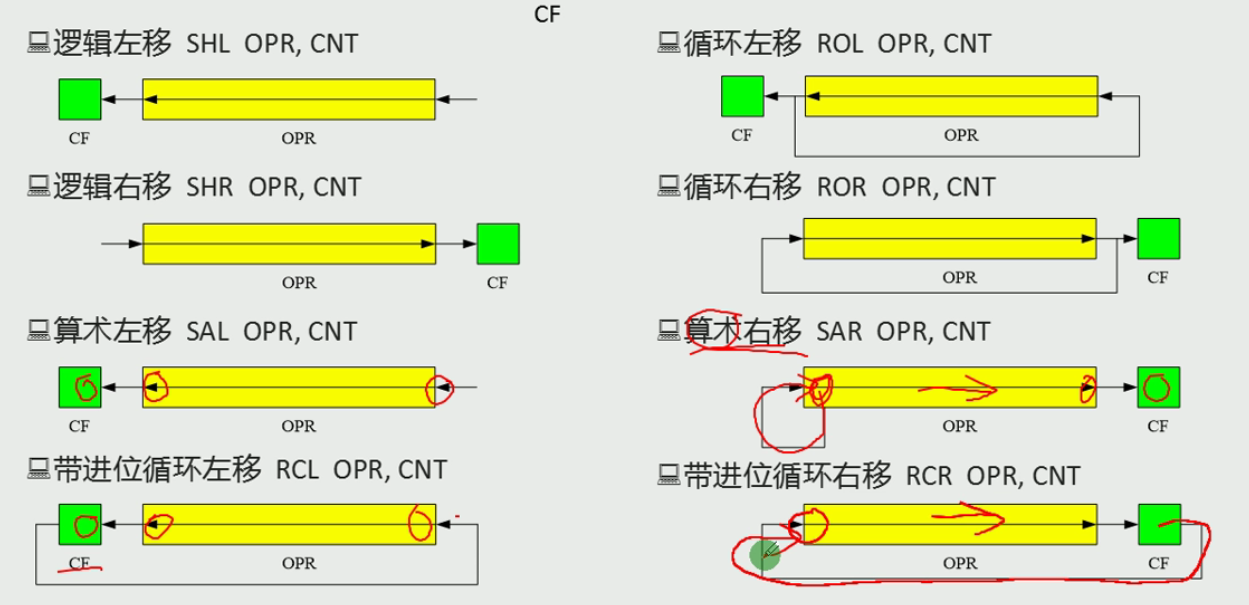 CF
逻辑左移 SHL OPR, CNT
CF
OPR
逻辑右移 SHR OPR, CNT
OPR
CF
算术左移 SAL OPR, CNT
CF
OPR
带进位循环左移 RCL OPR, CNT
CF
OPR
循环左移 ROL OPR, CNT
CF
OPR
循环右移 ROR OPR, CNT
OPR
CF
算术右移 SAR OPR, CNT
OPR
CF
带进位循环右移 RCR OPR, CNT
OPR
CF